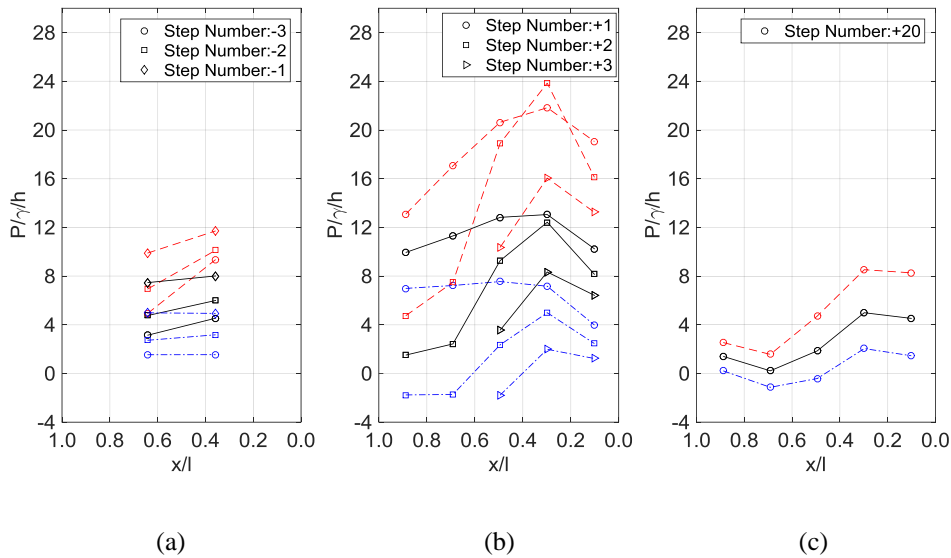 28
24
20
16
12
8
4
0
-4
1.0 0.8 0.6 0.4 0.2 0.0
P/γ/h
x/l
Step Number:-3
Step Number:-2
Step Number:-1
(a)
28
24
20
16
12
8
4
0
-4
1.0 0.8 0.6 0.4 0.2 0.0
P/γ/h
x/l
Step Number:+1
Step Number:+2
Step Number:+3
(b)
28
24
20
16
12
8
4
0
-4
1.0 0.8 0.6 0.4 0.2 0.0
P/γ/h
x/l
Step Number:+20
(c)